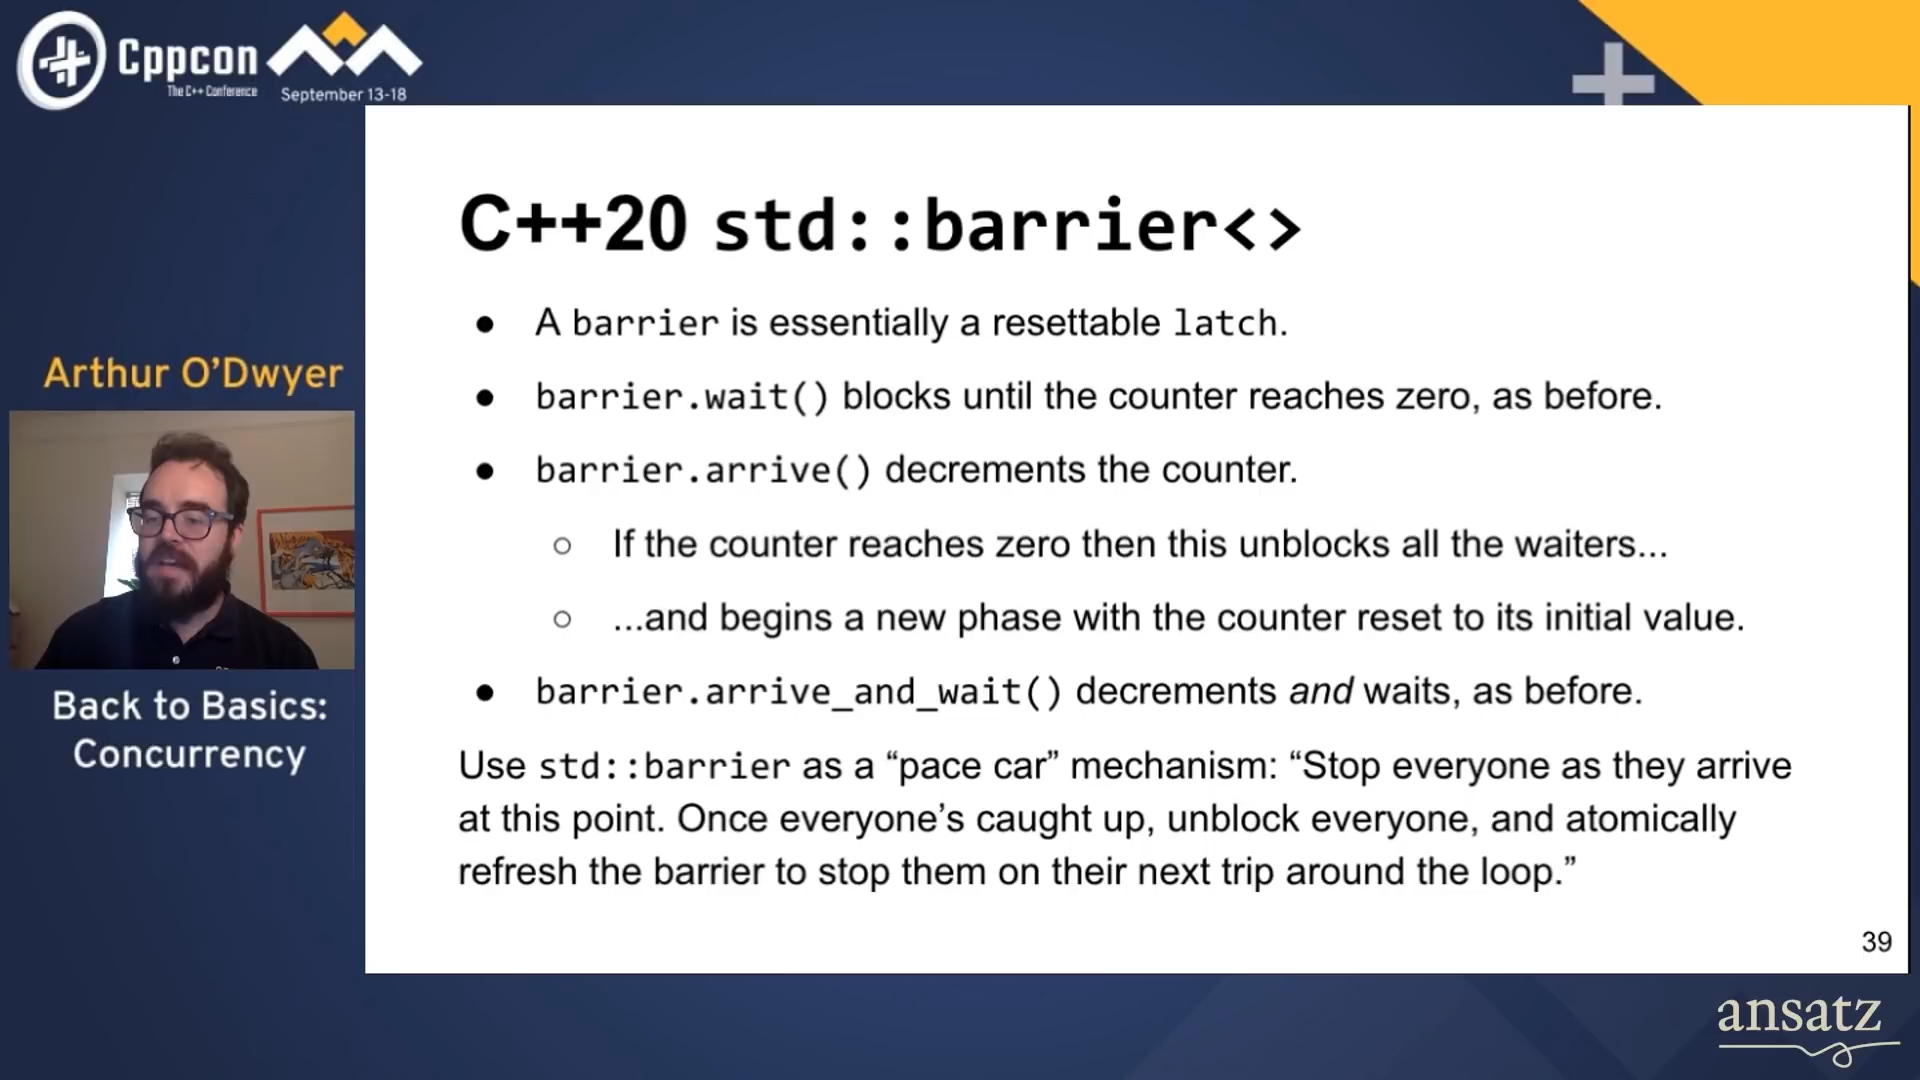 Cppcon
The C++ Conference
September 13-18
Arthur O’Dwyer
Back to Basics:
Concurrency
C++20 std::barrier<>
● A barrier is essentially a resettable latch.
● barrier.wait() blocks until the counter reaches zero, as before.
● barrier.arrive() decrements the counter.
○ If the counter reaches zero then this unblocks all the waiters...
○ ...and begins a new phase with the counter reset to its initial value.
● barrier.arrive_and_wait() decrements and waits, as before.
Use std::barrier as a “pace car” mechanism: “Stop everyone as they arrive
at this point. Once everyone’s caught up, unblock everyone, and atomically
refresh the barrier to stop them on their next trip around the loop.”
39
ansatz